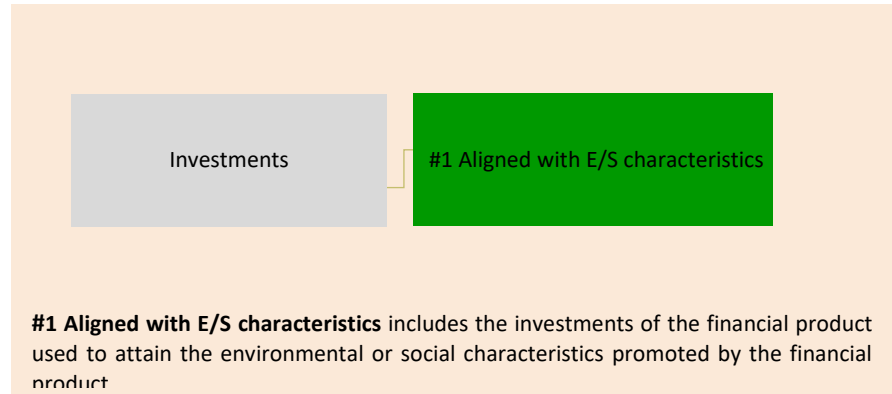 Investments
#1 Aligned with E/S characteristics
#1 Aligned with E/S characteristics includes the investments of the financial product
used to attain the environmental or social characteristics promoted by the financial
product